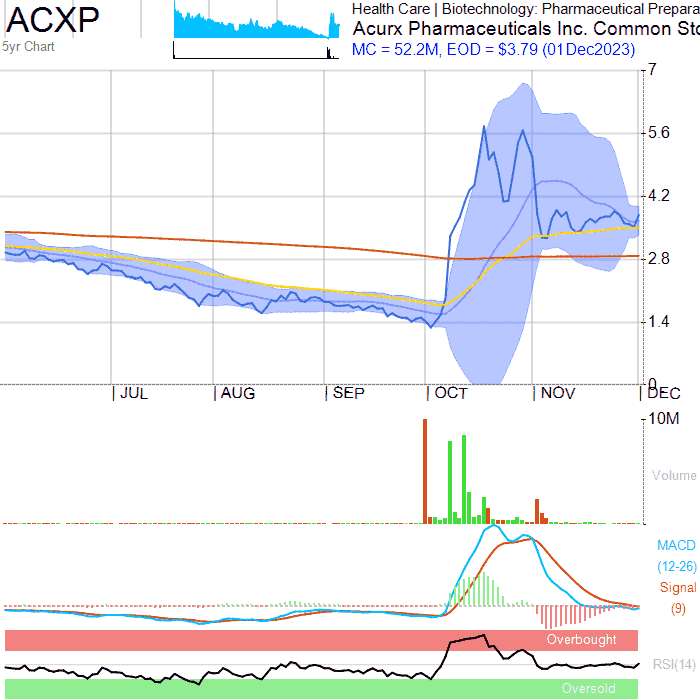 ACXP
5yr Chart
Health Care | Biotechnology: Pharmaceutical Prepara
Acurx Pharmaceuticals Inc. Common Sto
MC = 52.2M, EOD = $3.79 (01Dec2023)
7
5.6
4.2
2.8
1.4
0
JUL AUG SEP OCT NOV DEC
10M
Volume
MACD
(12-26)
Signal
(9)
Overbought
RSI(14)
Oversold